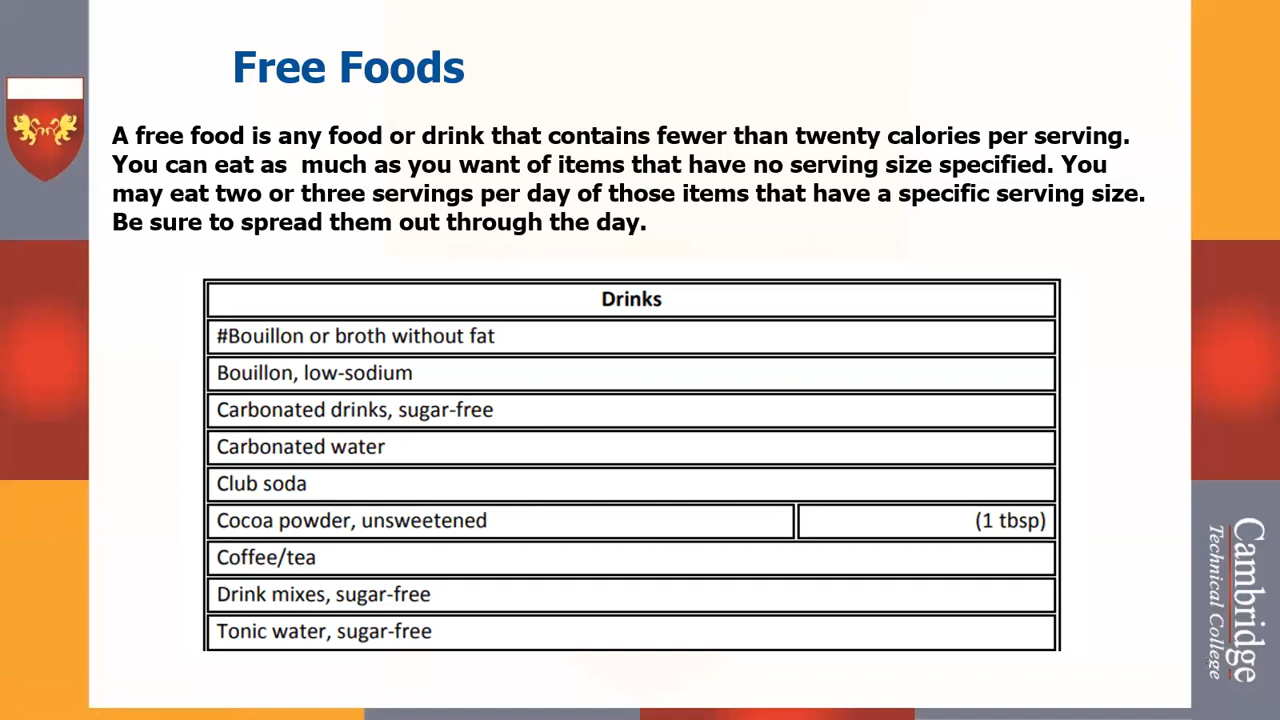 Free Foods
A free food is any food or drink that contains fewer than twenty calories per serving.
You can eat as  much as you want of items that have no serving size specified. You
may eat two or three servings per day of those items that have a specific serving size.
Be sure to spread them out through the day.
Drinks
#Bouillon or broth without fat
Bouillon, low-sodium
Carbonated drinks, sugar-free
Carbonated water
Club soda
Cocoa powder, unsweetened (1 tbsp)
Coffee/tea
Drink mixes, sugar-free
Tonic water, sugar-free
Cambridge
Technical College